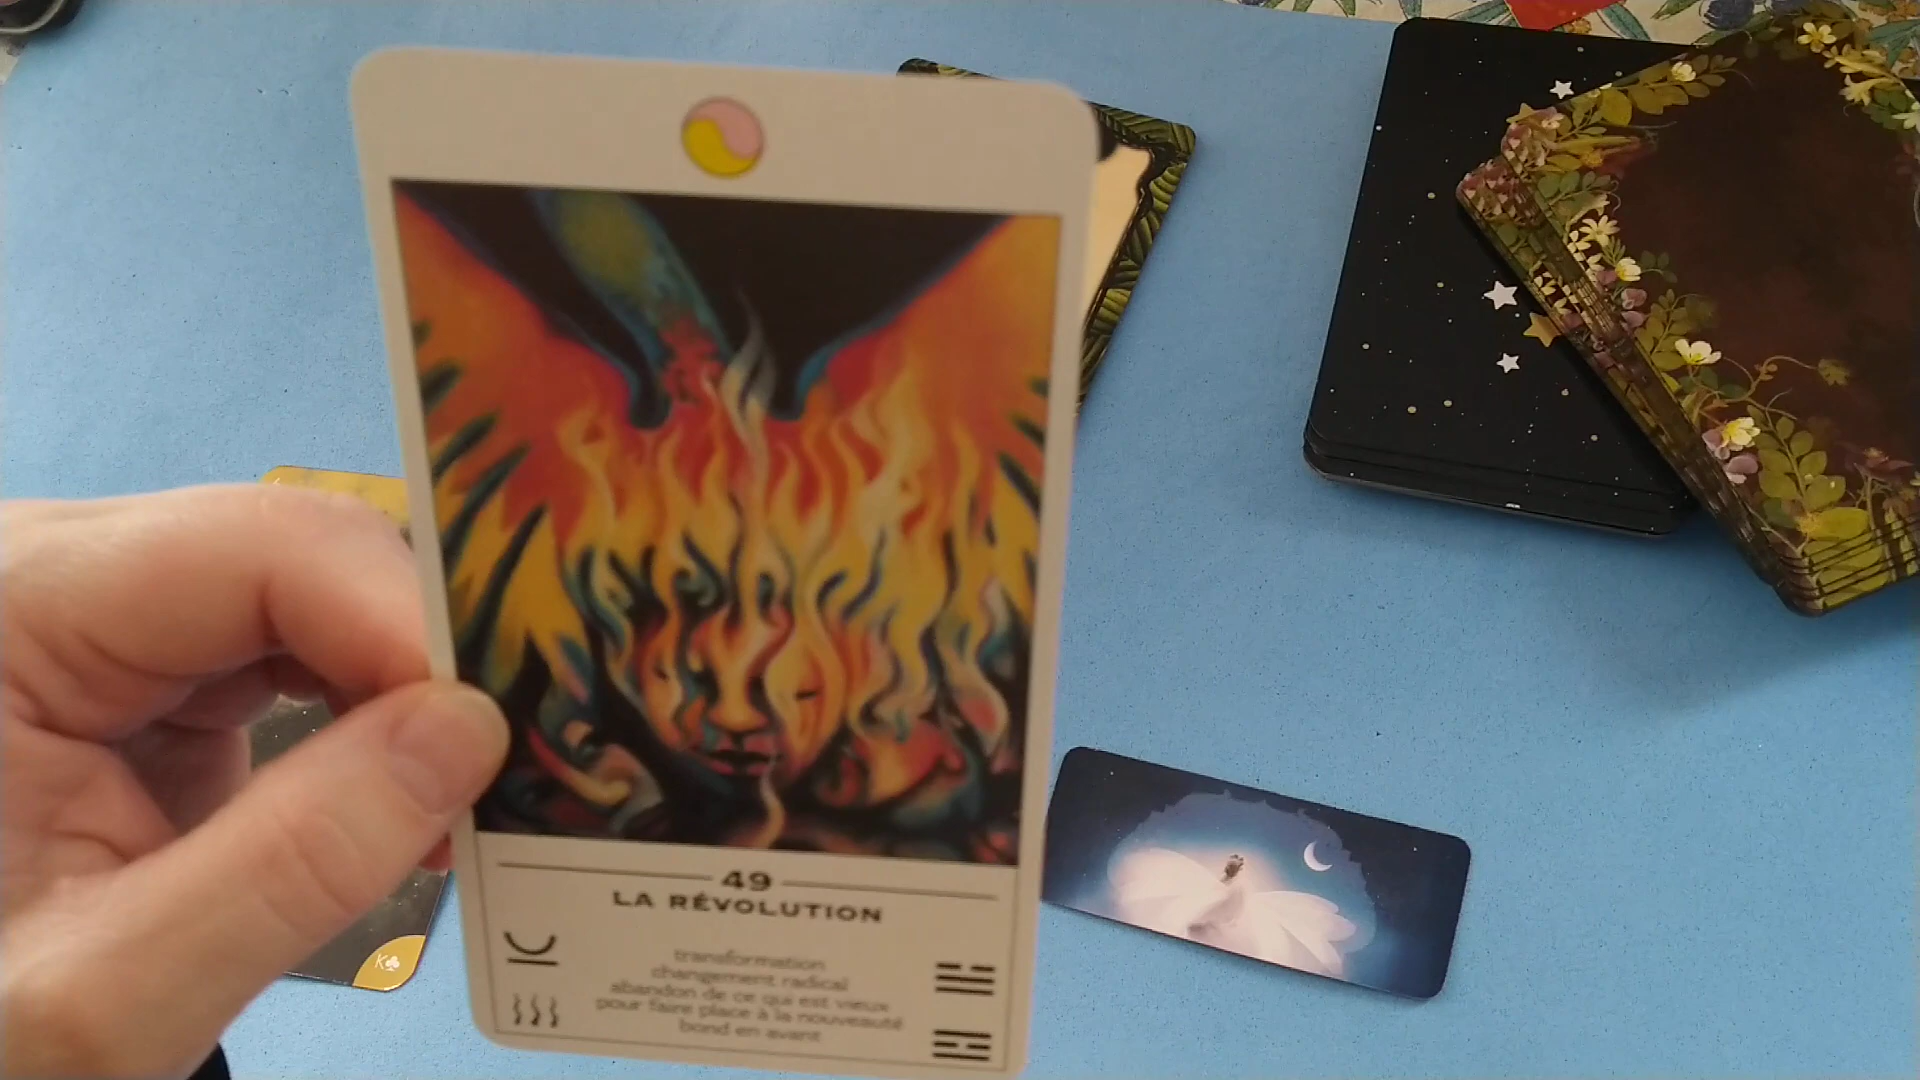 49
LA RÉVOLUTION
transformation
changement radical
abandon de ce qui est vieux
pour faire place à la nouveauté
bond en avant
K♣